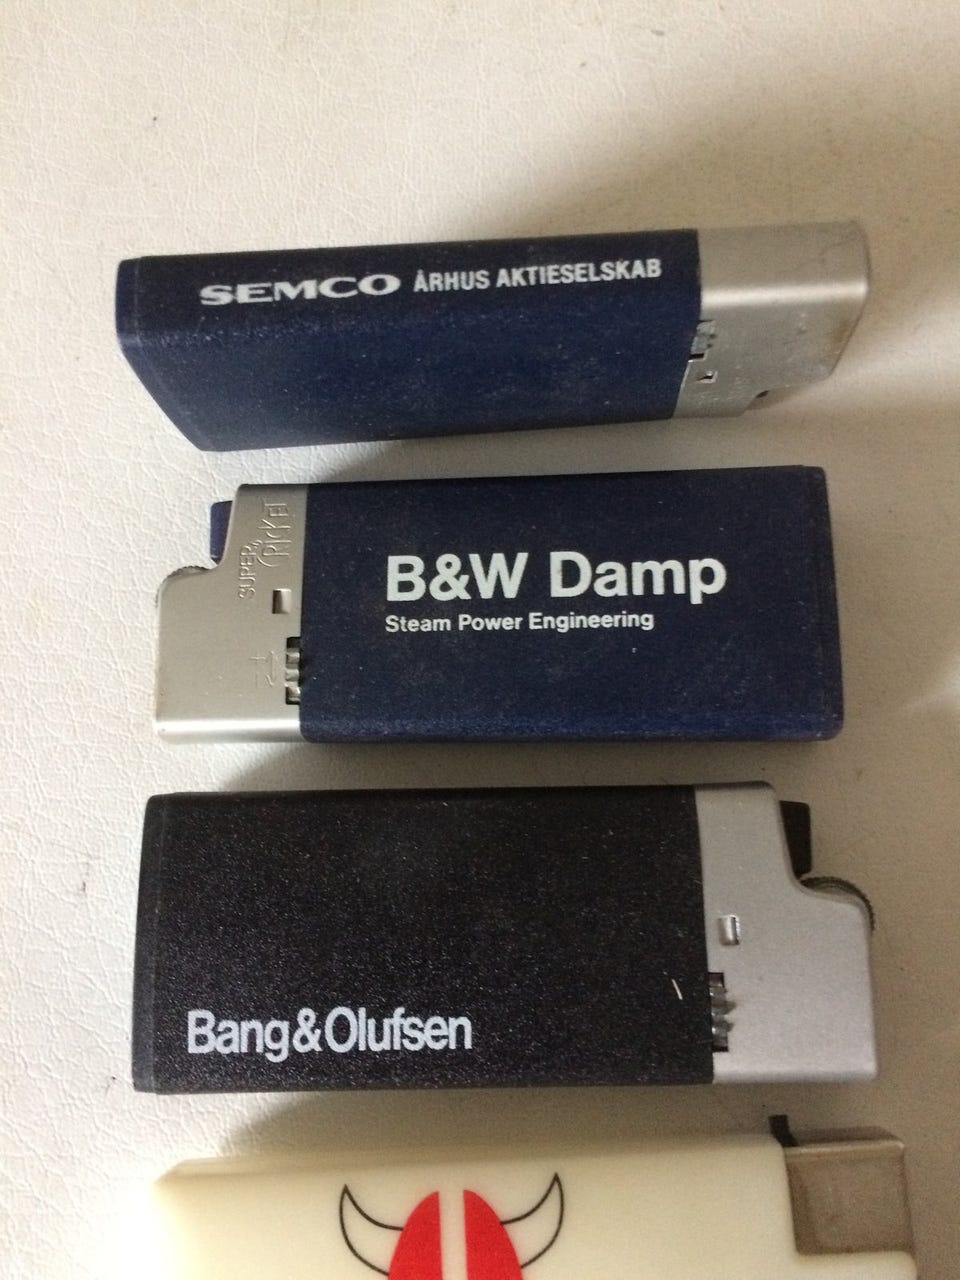 SEMCO ÅRHUS AKTIESELSKAB
SUPER CRICKET
B&W Damp
Steam Power Engineering
Bang&Olufsen